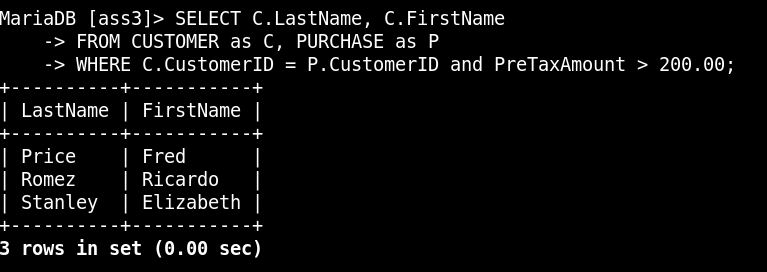 MariaDB [ass3]> SELECT C.LastName, C.FirstName
    -> FROM CUSTOMER as C, PURCHASE as P
    -> WHERE C.CustomerID = P.CustomerID and PreTaxAmount > 200.00;
+----------+-----------+
| LastName | FirstName |
+----------+-----------+
| Price    | Fred      |
| Romez    | Ricardo   |
| Stanley  | Elizabeth |
+----------+-----------+
3 rows in set (0.00 sec)